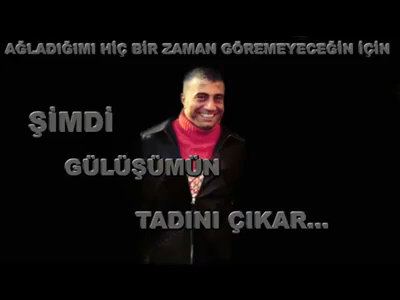 AĞLADIĞIMI HİÇ BİR ZAMAN GÖREMEYECEĞİN İÇİN
ŞİMDİ
GÜLÜŞÜMÜN
TADINI ÇIKAR...